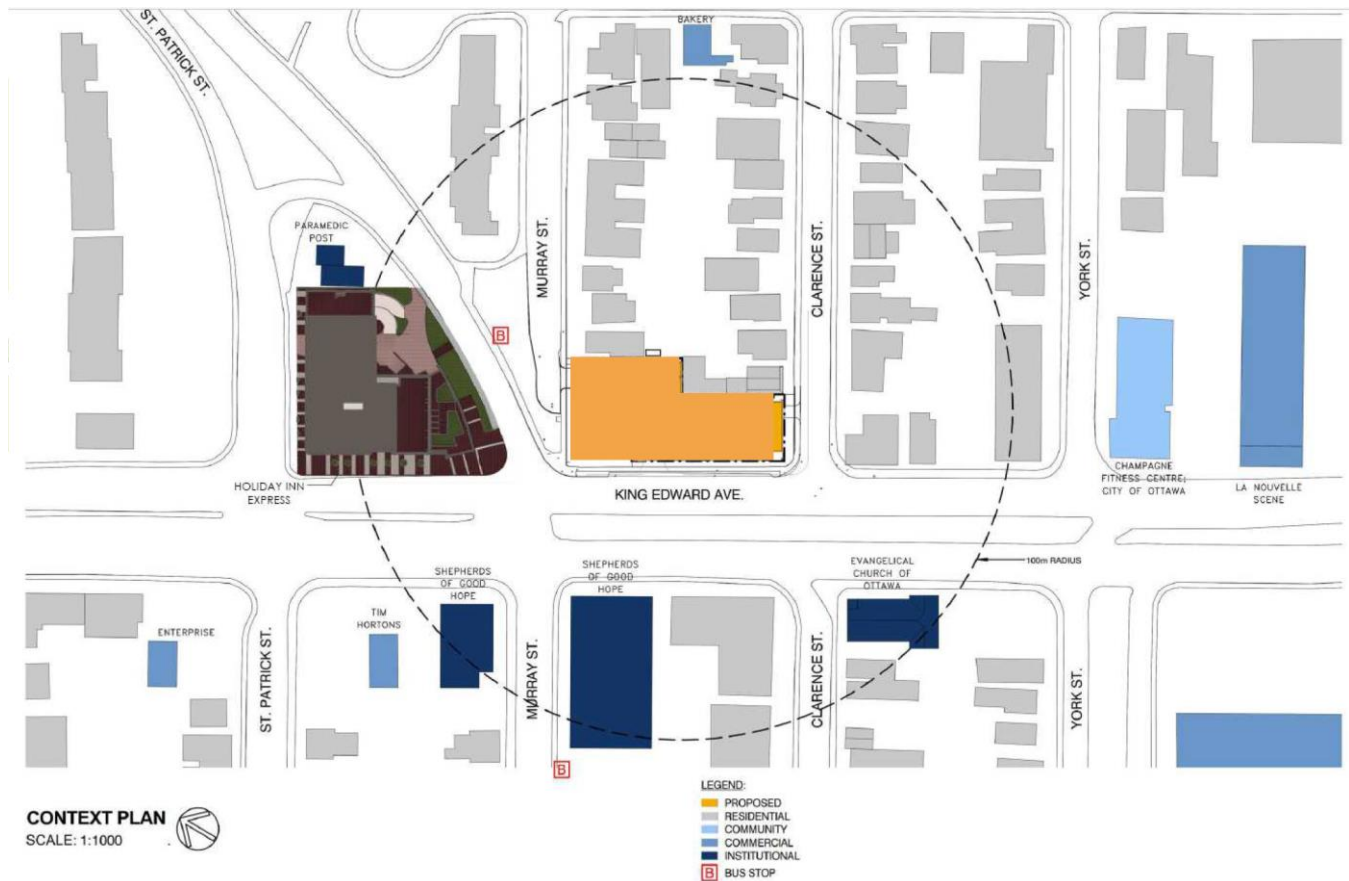 BAKERY
ST. PATRICK ST.
PARAMEDIC
POST
MURRAY ST.
CLARENCE ST.
YORK ST.
B
HOLIDAY INN
EXPRESS
KING EDWARD AVE.
CHAMPAGNE
FITNESS CENTRE;
CITY OF OTTAWA
LA NOUVELLE
SCENE
SHEPHERDS
OF GOOD
HOPE
SHEPHERDS
OF GOOD
HOPE
EVANGELICAL
CHURCH OF
OTTAWA
100m RADIUS
TIM
HORTONS
ENTERPRISE
ST. PATRICK ST.
MURRAY ST.
CLARENCE ST.
YORK ST.
B
CONTEXT PLAN
SCALE: 1:1000
LEGEND:
PROPOSED
RESIDENTIAL
COMMUNITY
COMMERCIAL
INSTITUTIONAL
B BUS STOP